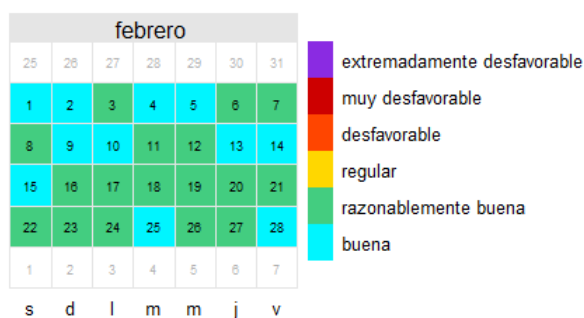 febrero
25 26 27 28 29 30 31
1 2 3 4 5 6 7
8 9 10 11 12 13 14
15 16 17 18 19 20 21
22 23 24 25 26 27 28
1 2 3 4 5 6 7
s d l m m j v
extremadamente desfavorable
muy desfavorable
desfavorable
regular
razonablemente buena
buena